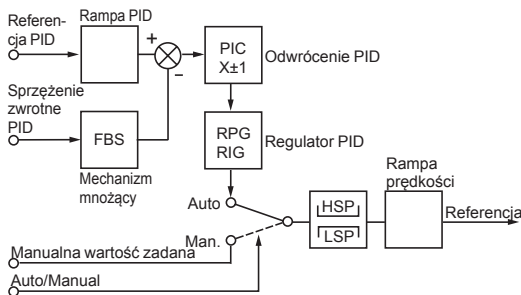 Referen-
cja PID
Rampa PID
+
−
PIC
X±1
Odwrócenie PID
Sprzężenie
zwrotne
PID
FBS
Mechanizm
mnożący
RPG
RIG
Regulator PID
Auto
Man.
Manualna wartość zadana
Auto/Manual
HSP
LSP
Rampa
prędkości
Referencja